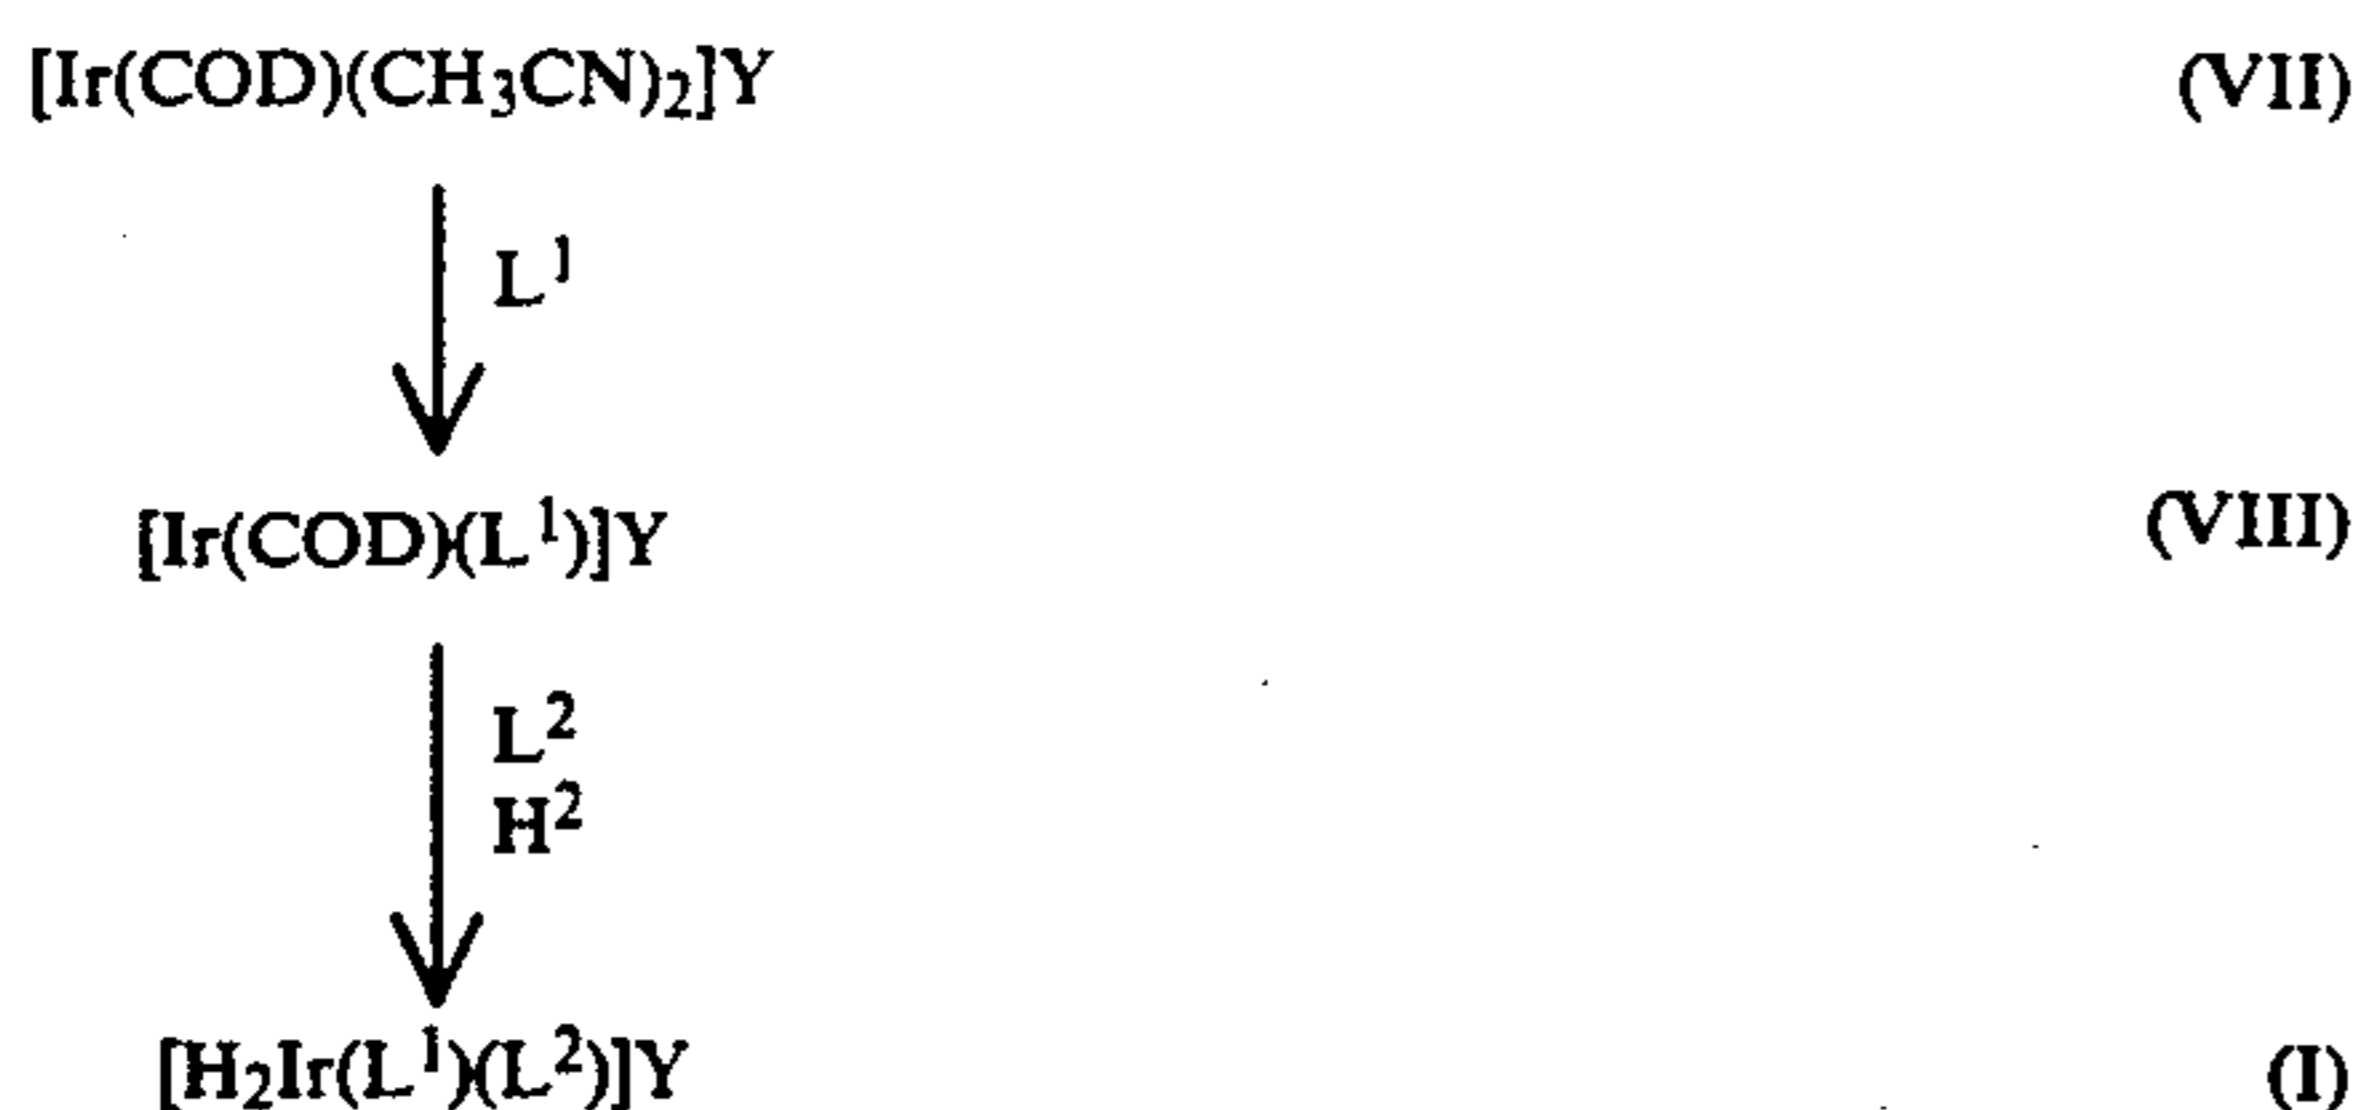 [Ir(COD)(CH₃CN)₂]Y (VII)
L¹
[Ir(COD)(L¹)]Y (VIII)
L²
H²
[H₂Ir(L¹)(L²)]Y (I)